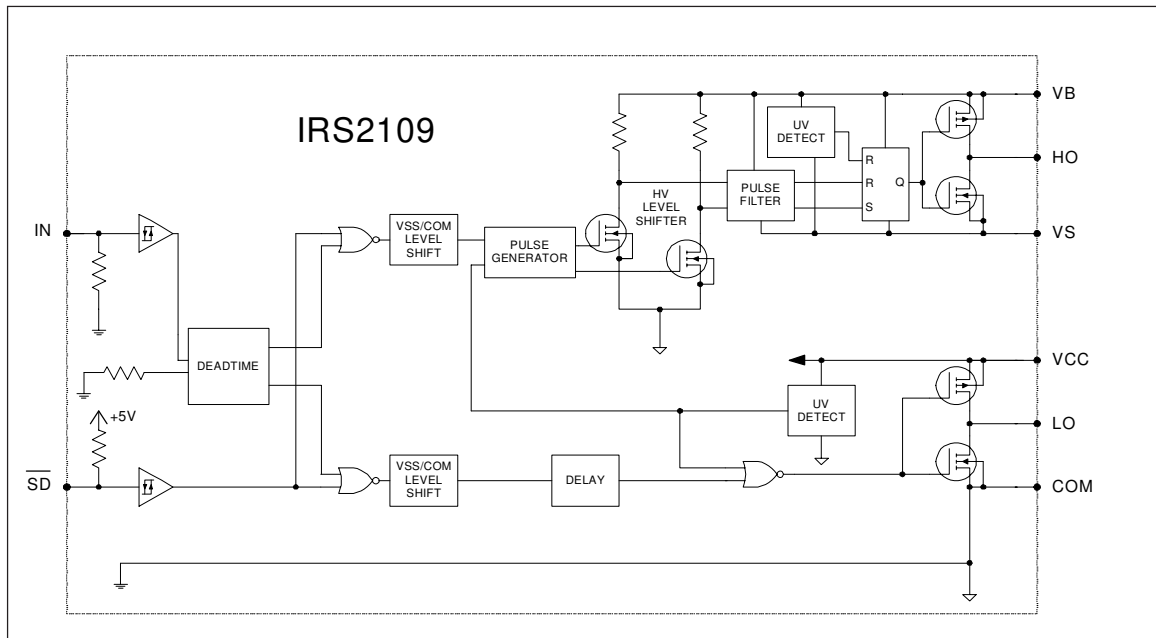 IRS2109
VB
UV
DETECT
HO
R
R
Q
S
PULSE
FILTER
HV
LEVEL
SHIFTER
VS
IN
VSS/COM
LEVEL
SHIFT
PULSE
GENERATOR
DEADTIME
VCC
+5V
UV
DETECT
LO
SD
VSS/COM
LEVEL
SHIFT
DELAY
COM